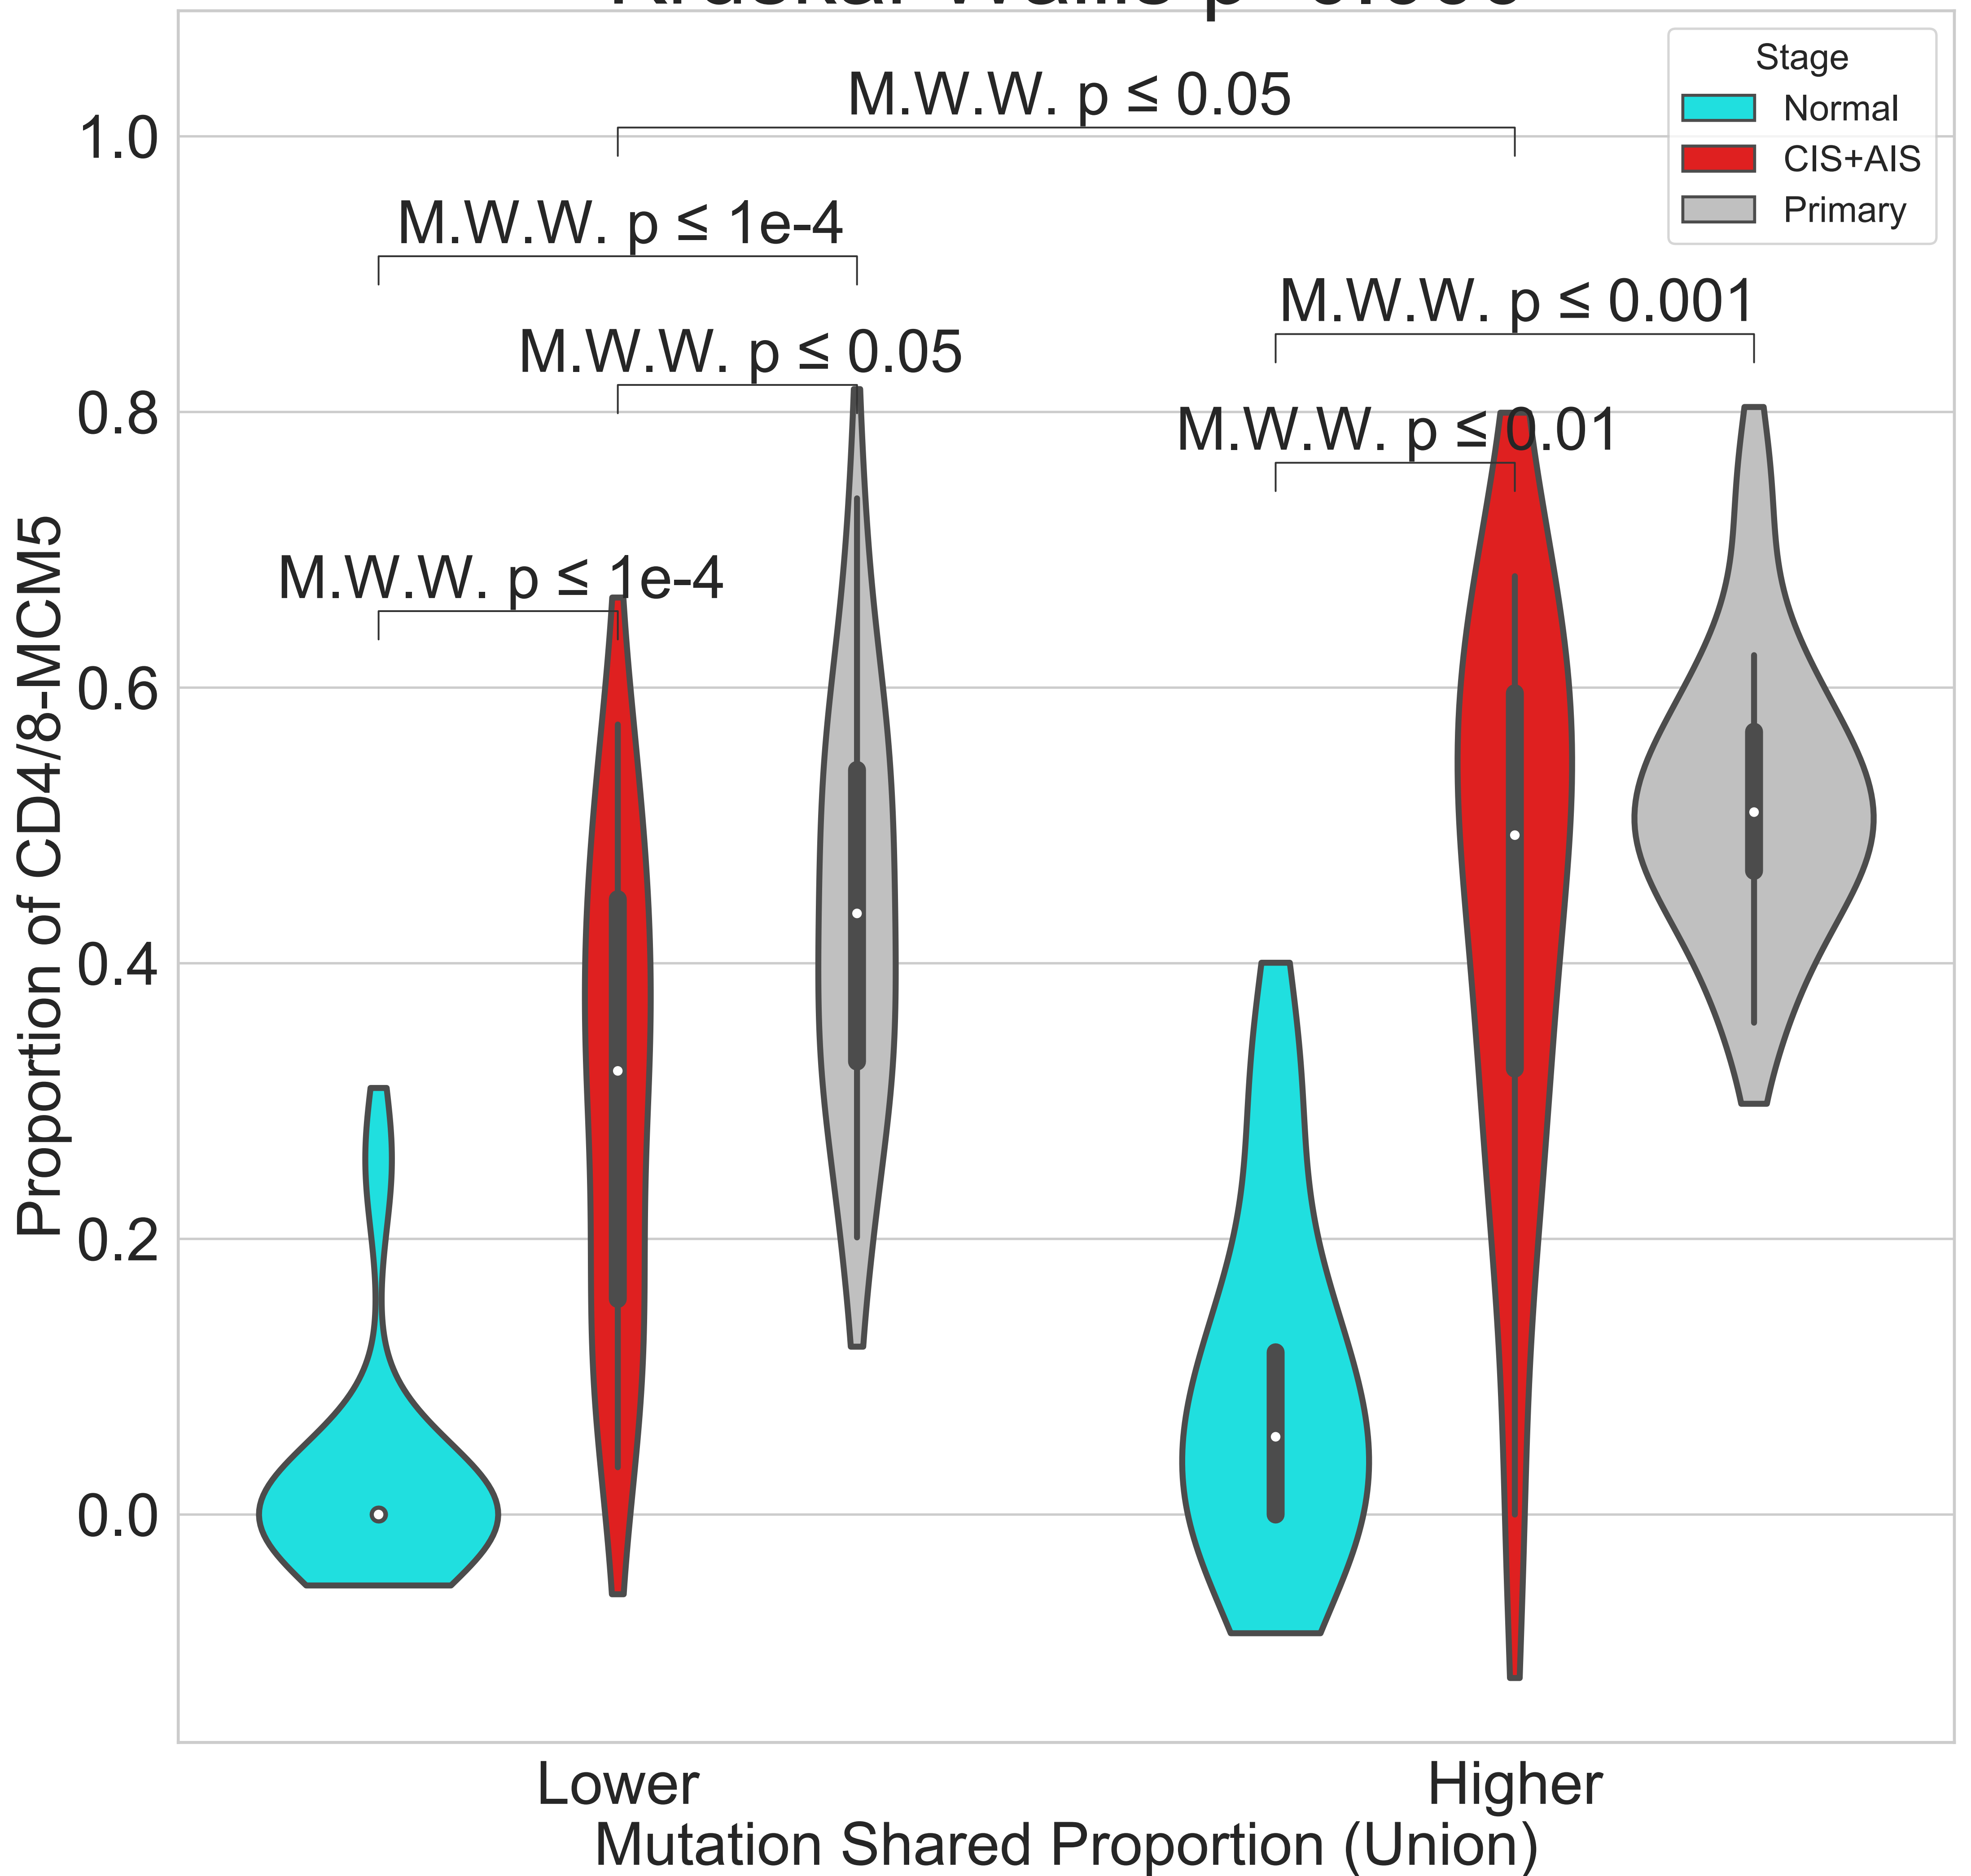 Stage
Normal
CIS+AIS
Primary
M.W.W. p ≤ 0.05
M.W.W. p ≤ 1e-4
M.W.W. p ≤ 0.001
M.W.W. p ≤ 0.05
M.W.W. p ≤ 0.01
M.W.W. p ≤ 1e-4
1.0
0.8
0.6
0.4
0.2
0.0
Proportion of CD4/8-MCM5
Lower
Higher
Mutation Shared Proportion (Union)